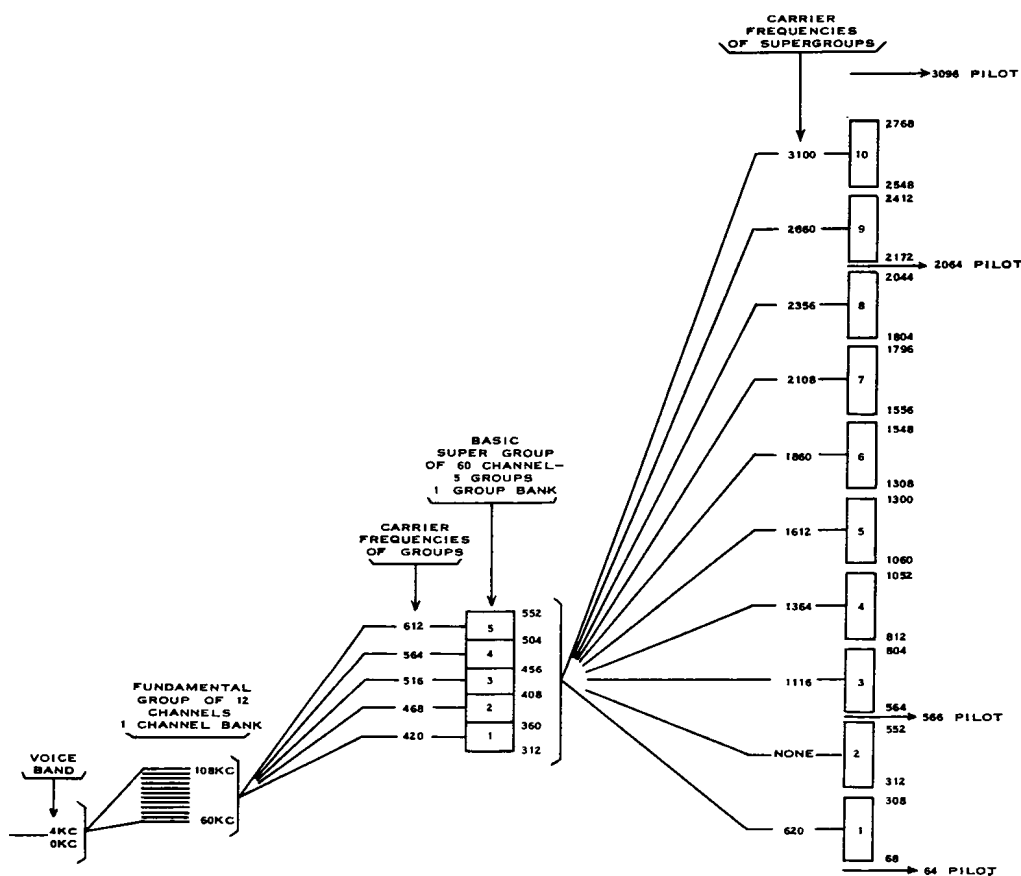 CARRIER
FREQUENCIES
OF SUPERGROUPS
3096 PILOT
2768
3100
10
2548
2412
2660
9
2172
2064 PILOT
2044
2356
8
1804
1796
2108
7
1556
1548
1860
6
1308
1300
1612
5
1060
1052
1364
4
812
804
1116
3
564
566 PILOT
552
NONE
2
312
308
620
1
68
64 PILOT
BASIC
SUPER GROUP
OF 60 CHANNEL-
5 GROUPS
1 GROUP BANK
CARRIER
FREQUENCIES
OF GROUPS
552
612
5
504
564
4
456
516
3
408
468
2
360
420
1
312
FUNDAMENTAL
GROUP OF 12
CHANNELS
1 CHANNEL BANK
108KC
60KC
VOICE
BAND
4KC
0KC